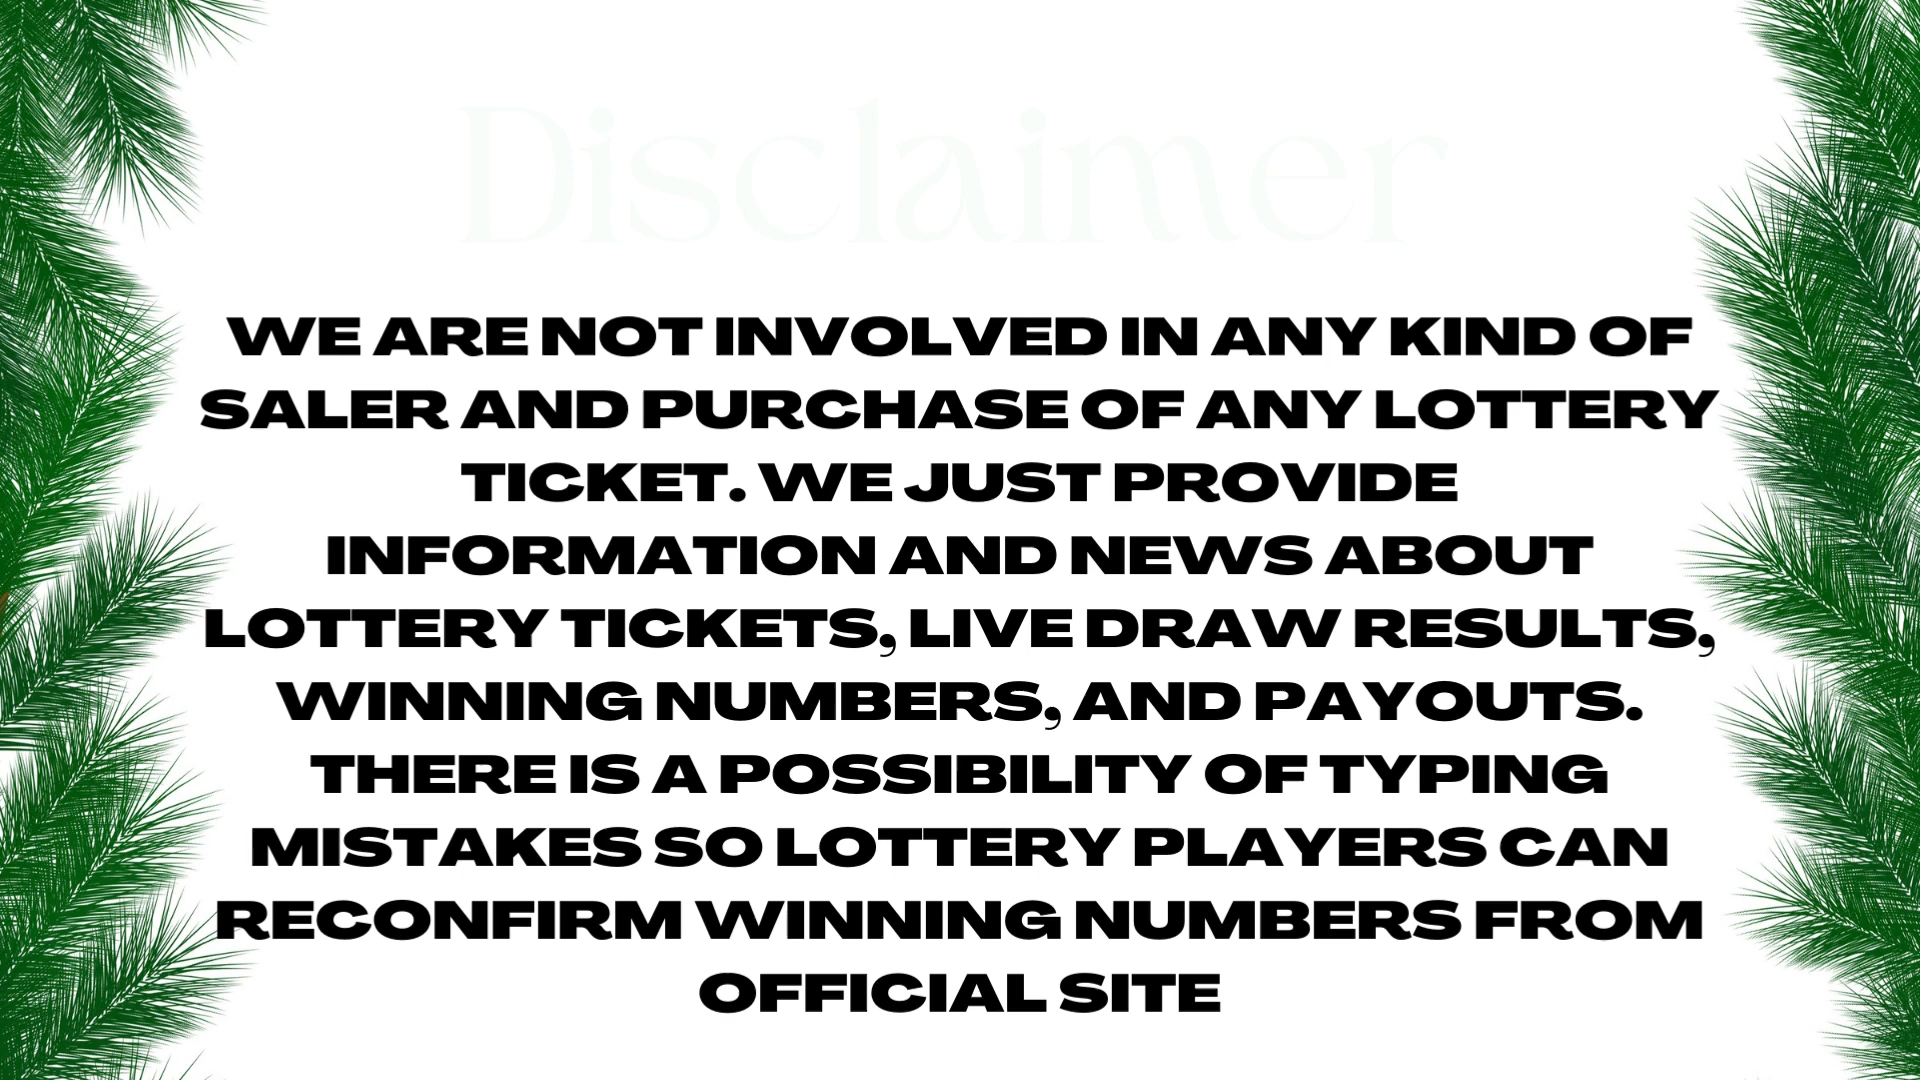 Disclaimer
WE ARE NOT INVOLVED IN ANY KIND OF
SALER AND PURCHASE OF ANY LOTTERY
TICKET. WE JUST PROVIDE
INFORMATION AND NEWS ABOUT
LOTTERY TICKETS, LIVE DRAW RESULTS,
WINNING NUMBERS, AND PAYOUTS.
THERE IS A POSSIBILITY OF TYPING
MISTAKES SO LOTTERY PLAYERS CAN
RECONFIRM WINNING NUMBERS FROM
OFFICIAL SITE